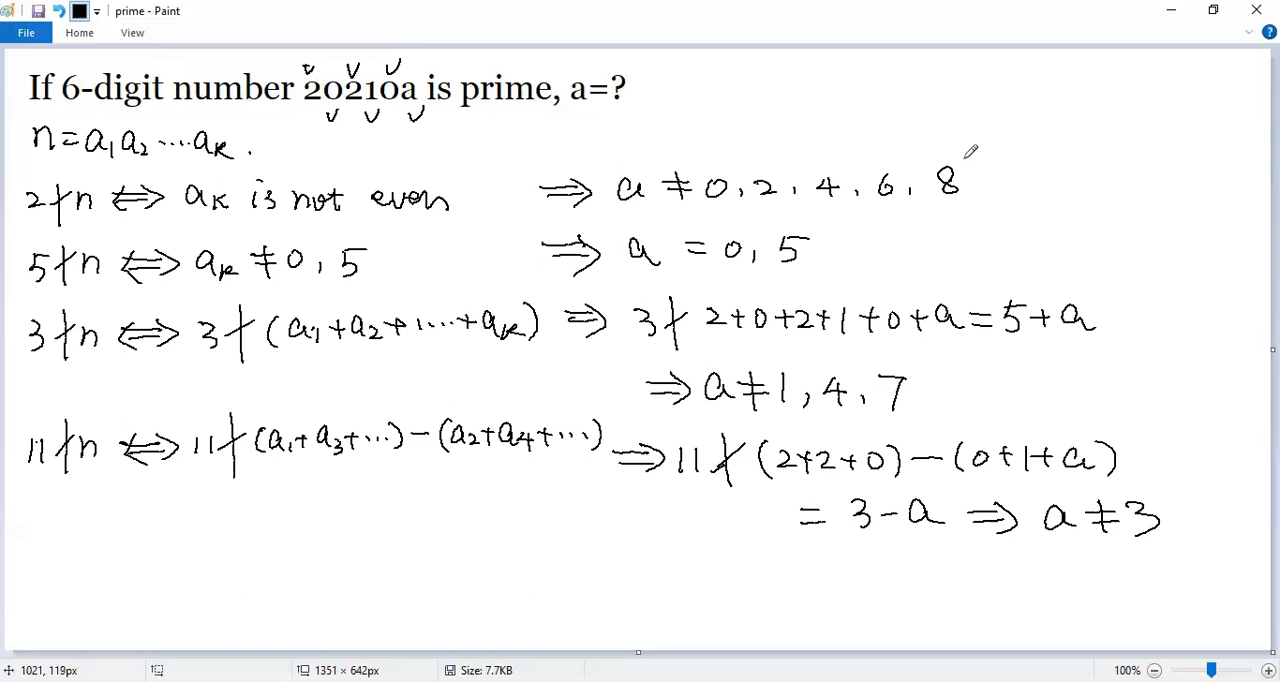 prime - Paint
File Home View
If 6-digit number 20210a is prime, a=?
n=a₁a₂ ⋯ aₖ.
2∤n ⟺ aₖ is not even ⟹ a ≠ 0, 2, 4, 6, 8
5∤n ⟺ aₖ ≠ 0, 5 ⟹ a = 0, 5
3∤n ⟺ 3∤(a₁+a₂+⋯+aₖ) ⟹ 3∤2+0+2+1+0+a=5+a
⟹ a≠1, 4, 7
11∤n ⟺ 11∤(a₁+a₃+⋯)-(a₂+a₄+⋯) ⟹ 11∤(2+2+0)-(0+1+a)
= 3-a ⟹ a≠3
1021, 119px 1351 × 642px Size: 7.7KB 100%